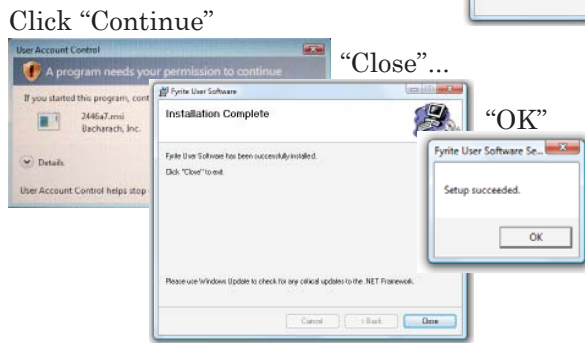 Click “Continue”
User Account Control
A program needs your permission to continue
If you started this program, cont
2446a7.msi
Bacharach, Inc.
Details
User Account Control helps stop
“Close”...
Fyrite User Software
Installation Complete
Fyrite User Software has been successfully installed.
Click "Close" to exit.
Please use Windows Update to check for any critical updates to the .NET Framework.
Cancel
< Back
Close
“OK”
Fyrite User Software Se...
Setup succeeded.
OK